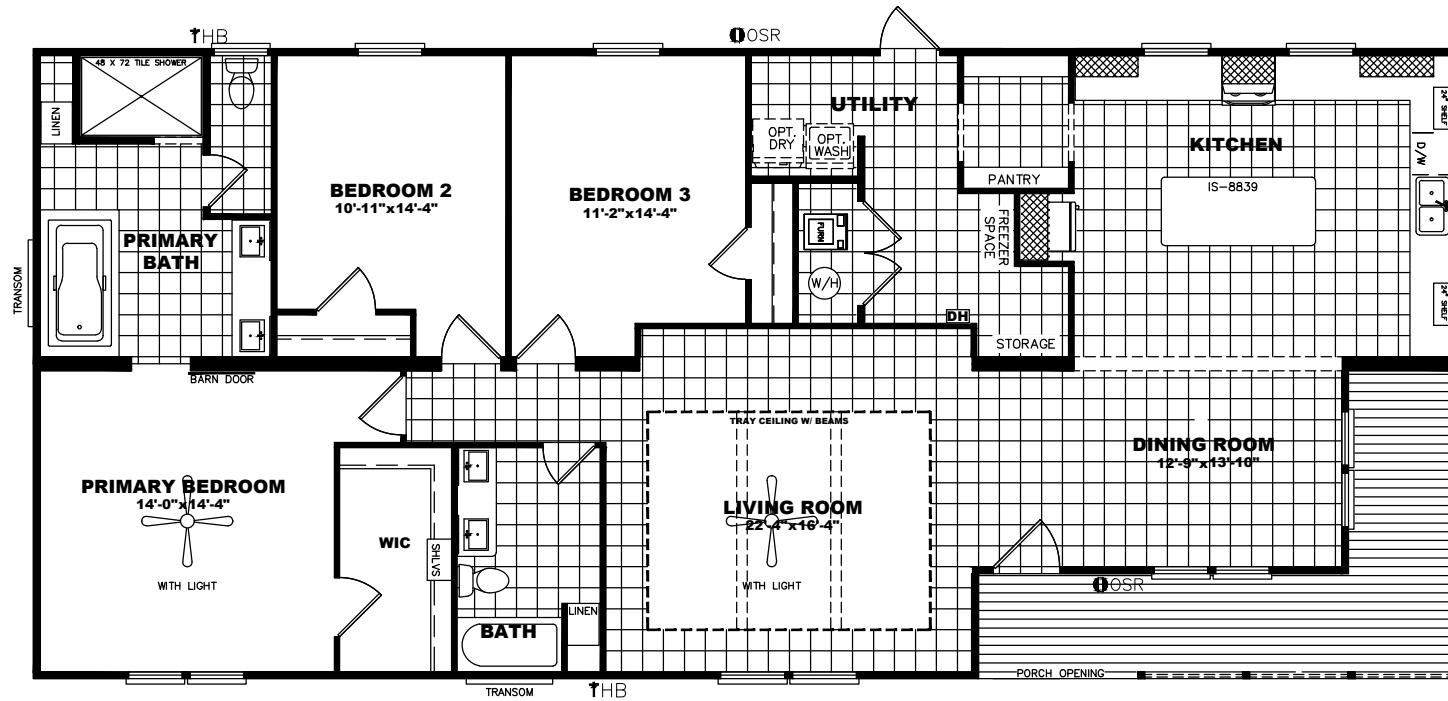 HB
OSR
48 X 72 TILE SHOWER
LINEN
UTILITY
OPT. DRY
OPT. WASH
KITCHEN
24" SHELF
D/W
PANTRY
IS-8839
BEDROOM 2
10'-11"x14'-4"
BEDROOM 3
11'-2"x14'-4"
FREEZER SPACE
FURN
PRIMARY
BATH
TRANSOM
W/H
24" SHELF
DH
STORAGE
BARN DOOR
TRAY CEILING W/ BEAMS
DINING ROOM
12'-9"x13'-10"
PRIMARY BEDROOM
14'-0"x14'-4"
LIVING ROOM
22'-4"x16'-4"
WIC
SHLVS
WITH LIGHT
WITH LIGHT
OSR
LINEN
BATH
PORCH OPENING
TRANSOM
HB